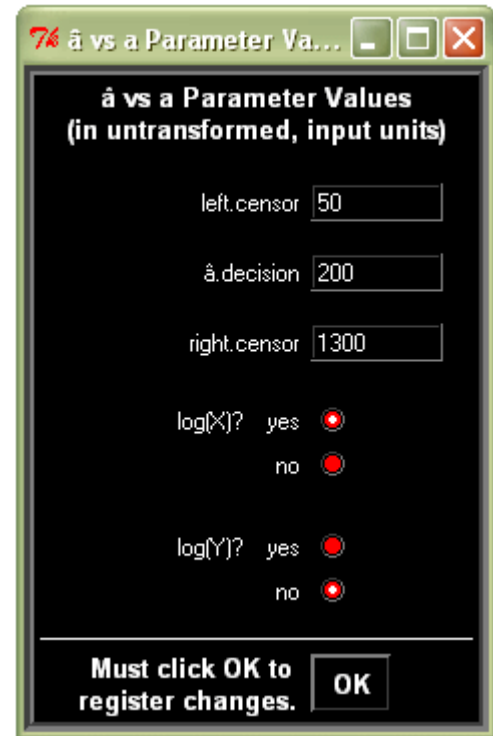 â vs a Parameter Va...
â vs a Parameter Values
(in untransformed, input units)
left.censor 50
â.decision 200
right.censor 1300
log(X)? yes
no
log(Y)? yes
no
Must click OK to
register changes.
OK